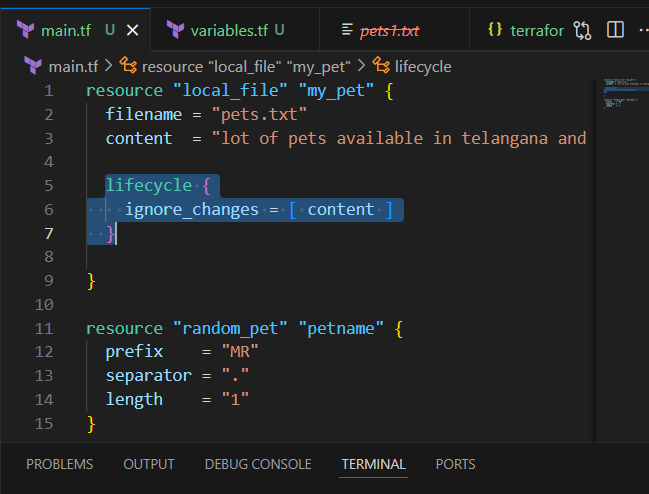 main.tf U
variables.tf U
pets1.txt
{} terrafor
main.tf > resource "local_file" "my_pet" > lifecycle
1 resource "local_file" "my_pet" {
2 filename = "pets.txt"
3 content  = "lot of pets available in telangana and
4
5 lifecycle {
6 ignore_changes = [ content ]
7 }
8
9 }
10
11 resource "random_pet" "petname" {
12 prefix    = "MR"
13 separator = "."
14 length    = "1"
15 }
PROBLEMS OUTPUT DEBUG CONSOLE TERMINAL PORTS